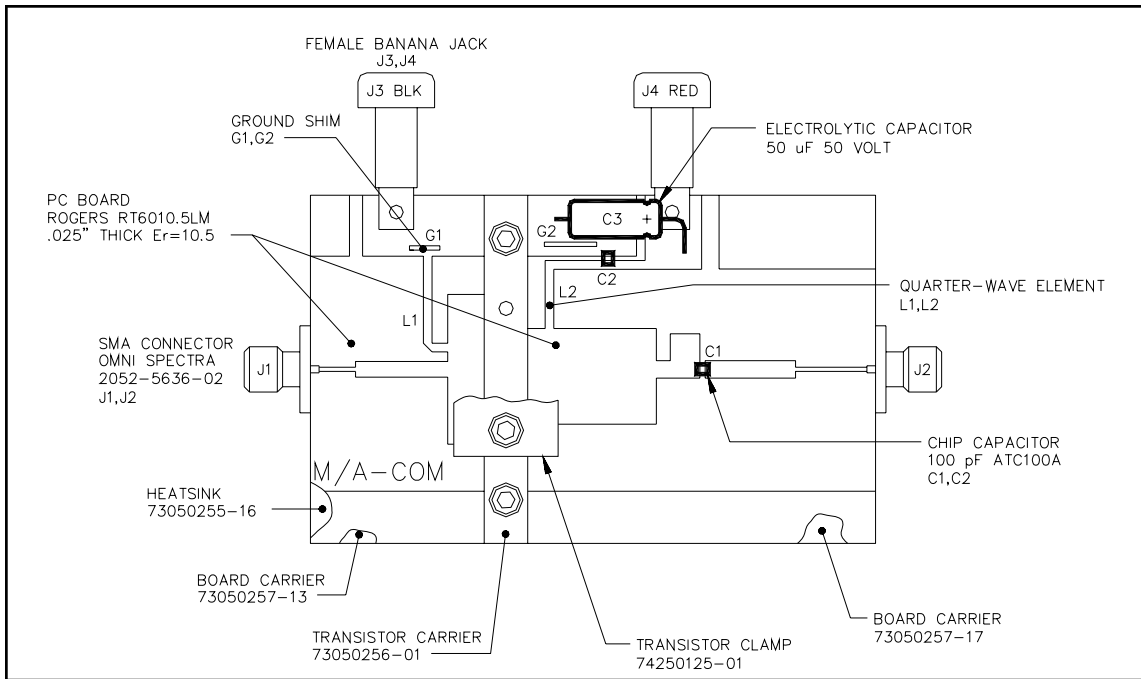 FEMALE BANANA JACK
J3,J4
J3 BLK
J4 RED
GROUND SHIM
G1,G2
ELECTROLYTIC CAPACITOR
50 uF 50 VOLT
PC BOARD
ROGERS RT6010.5LM
.025" THICK Er=10.5
C3
+
G1
G2
C2
L2
QUARTER-WAVE ELEMENT
L1,L2
L1
SMA CONNECTOR
OMNI SPECTRA
2052-5636-02
J1,J2
J1
C1
J2
CHIP CAPACITOR
100 pF ATC100A
C1,C2
M/A-COM
HEATSINK
73050255-16
BOARD CARRIER
73050257-13
TRANSISTOR CARRIER
73050256-01
TRANSISTOR CLAMP
74250125-01
BOARD CARRIER
73050257-17